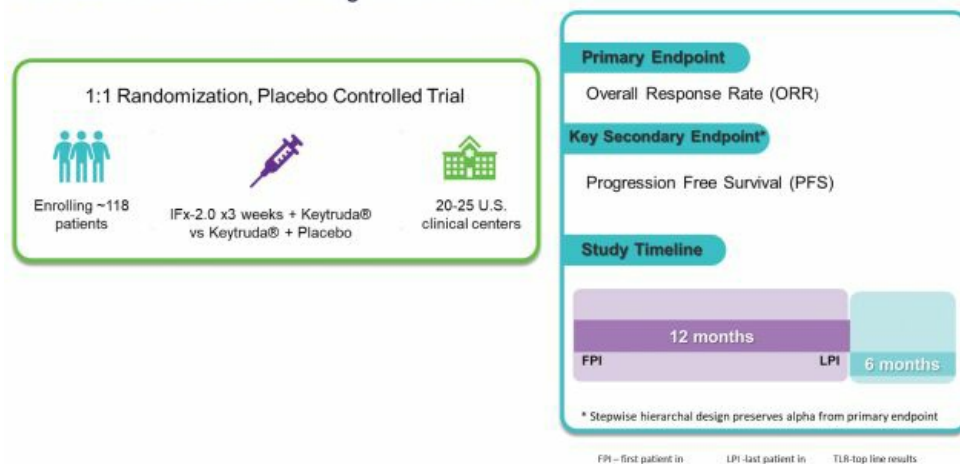 1:1 Randomization, Placebo Controlled Trial
Enrolling ~118
patients
IFx-2.0 x3 weeks + Keytruda®
vs Keytruda® + Placebo
20-25 U.S.
clinical centers
Primary Endpoint
Overall Response Rate (ORR)
Key Secondary Endpoint*
Progression Free Survival (PFS)
Study Timeline
12 months
FPI
LPI
6 months
* Stepwise hierarchal design preserves alpha from primary endpoint
FPI – first patient in
LPI -last patient in
TLR-top line results